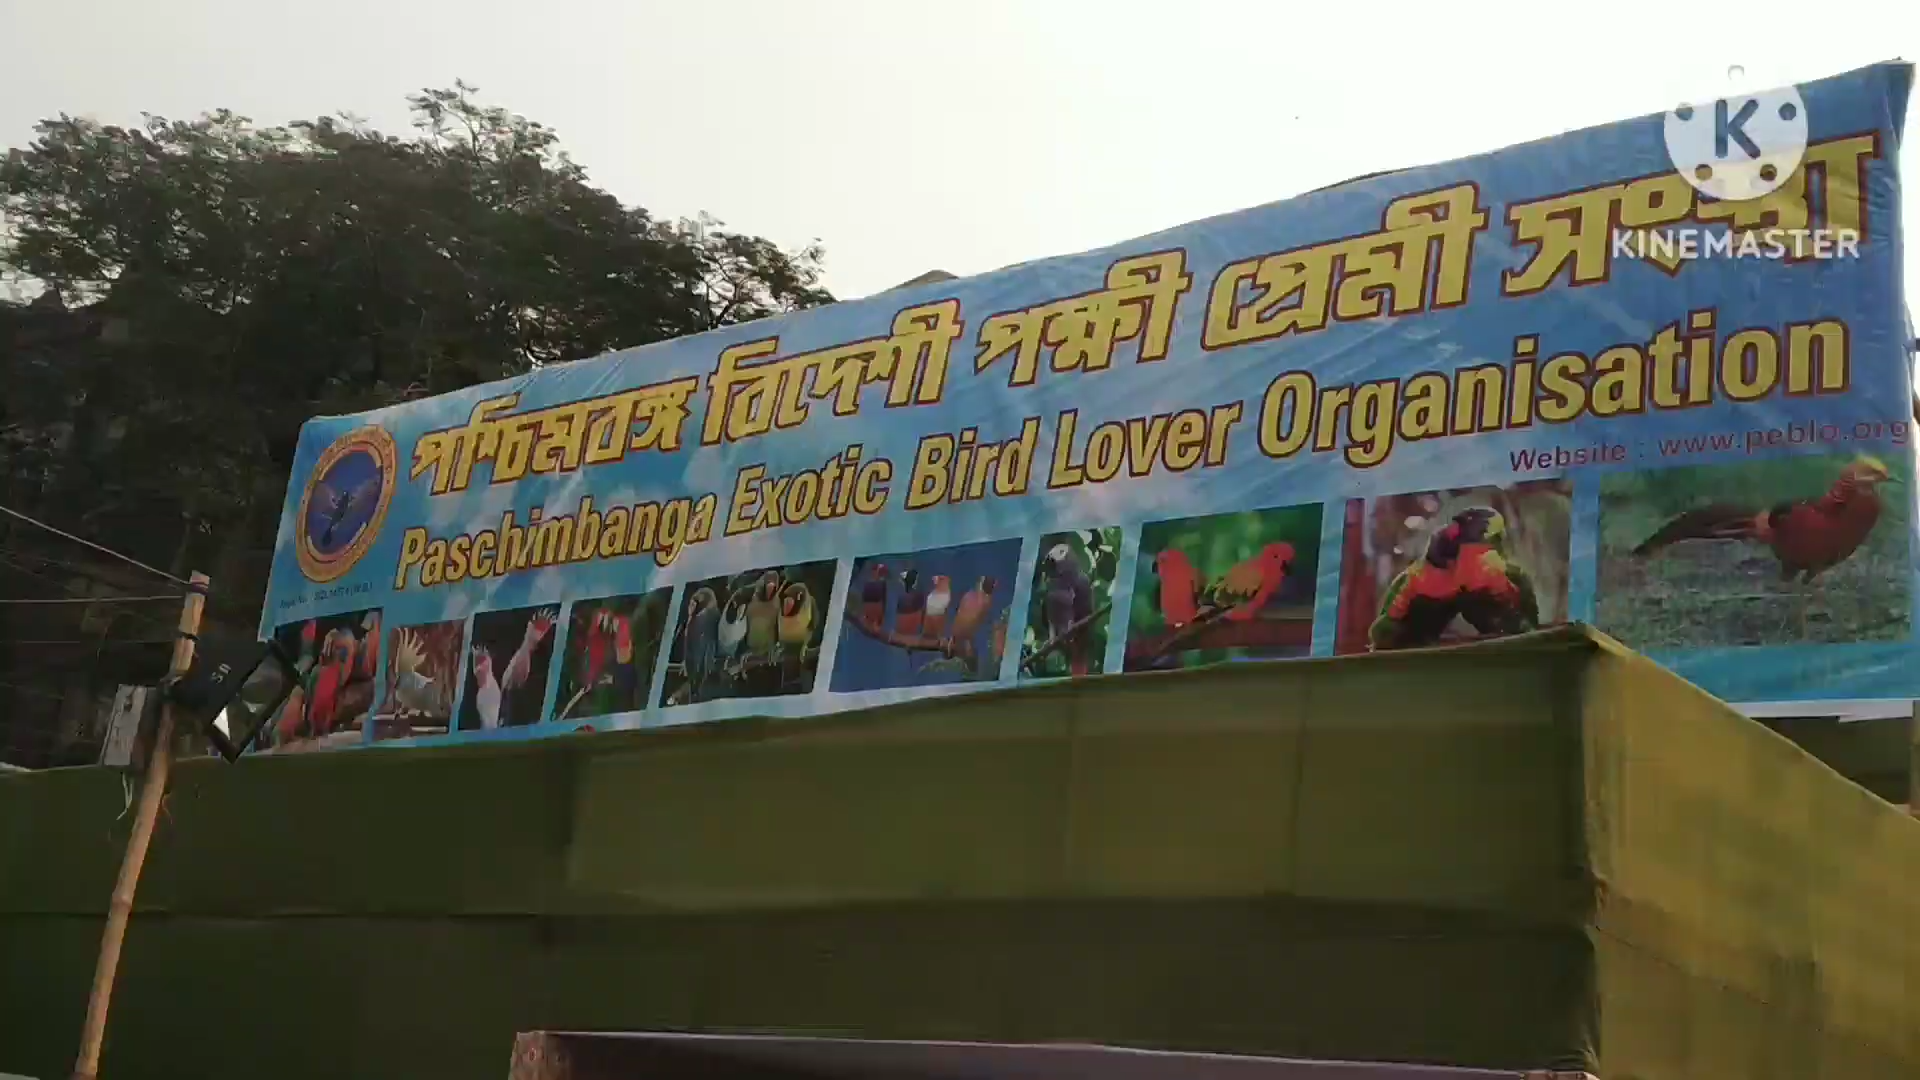 পশ্চিমবঙ্গ বিদেশী পক্ষী প্রেমী সংস্থা
Paschimbanga Exotic Bird Lover Organisation
Website : www.peblo.org
K
KINEMASTER